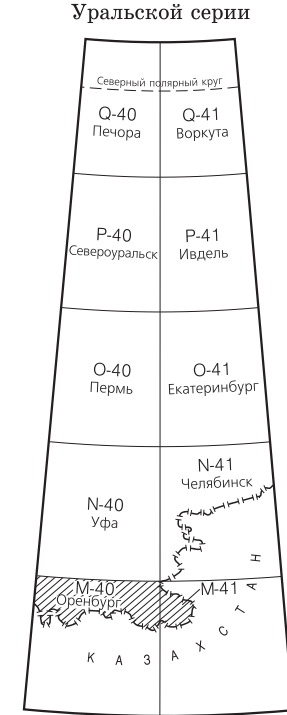 Уральской серии
Северный полярный круг
Q-40
Печора
Q-41
Воркута
P-40
Североуральск
P-41
Ивдель
O-40
Пермь
O-41
Екатеринбург
N-41
Челябинск
N-40
Уфа
M-40
Оренбург
M-41
КАЗАХСТАН